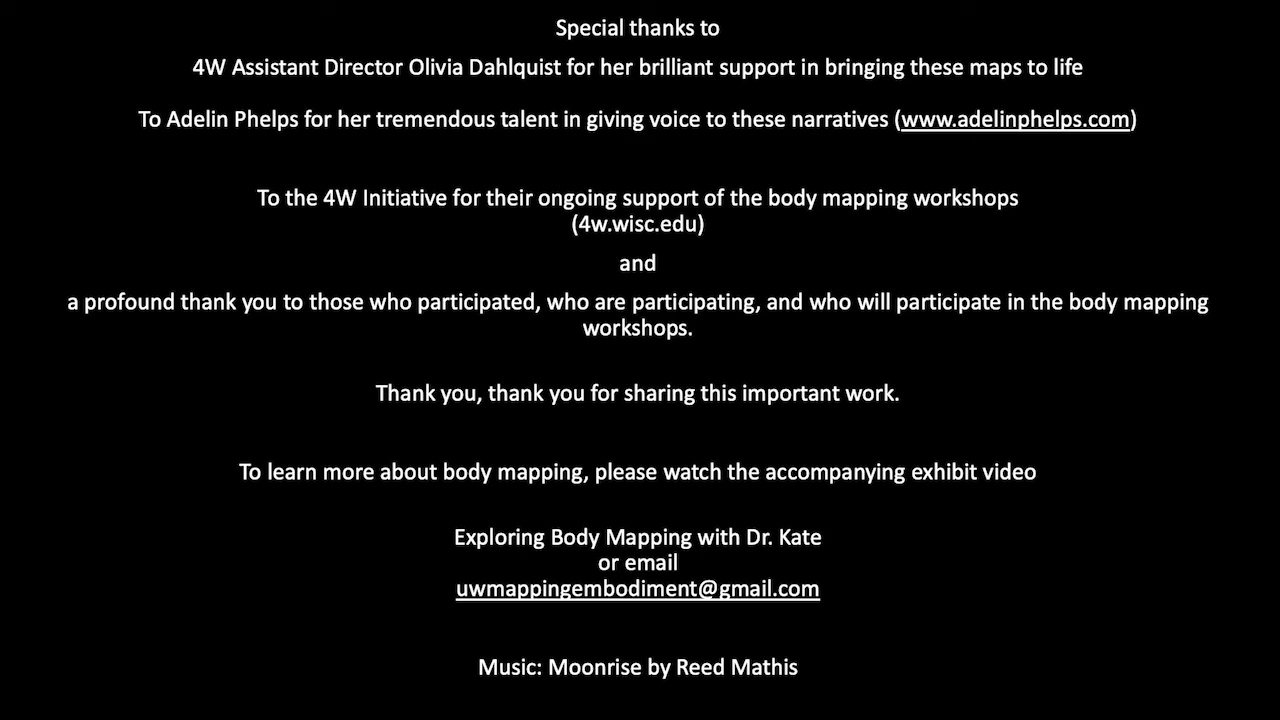 Special thanks to
4W Assistant Director Olivia Dahlquist for her brilliant support in bringing these maps to life
To Adelin Phelps for her tremendous talent in giving voice to these narratives (www.adelinphelps.com)
To the 4W Initiative for their ongoing support of the body mapping workshops
(4w.wisc.edu)
and
a profound thank you to those who participated, who are participating, and who will participate in the body mapping
workshops.
Thank you, thank you for sharing this important work.
To learn more about body mapping, please watch the accompanying exhibit video
Exploring Body Mapping with Dr. Kate
or email
uwmappingembodiment@gmail.com
Music: Moonrise by Reed Mathis